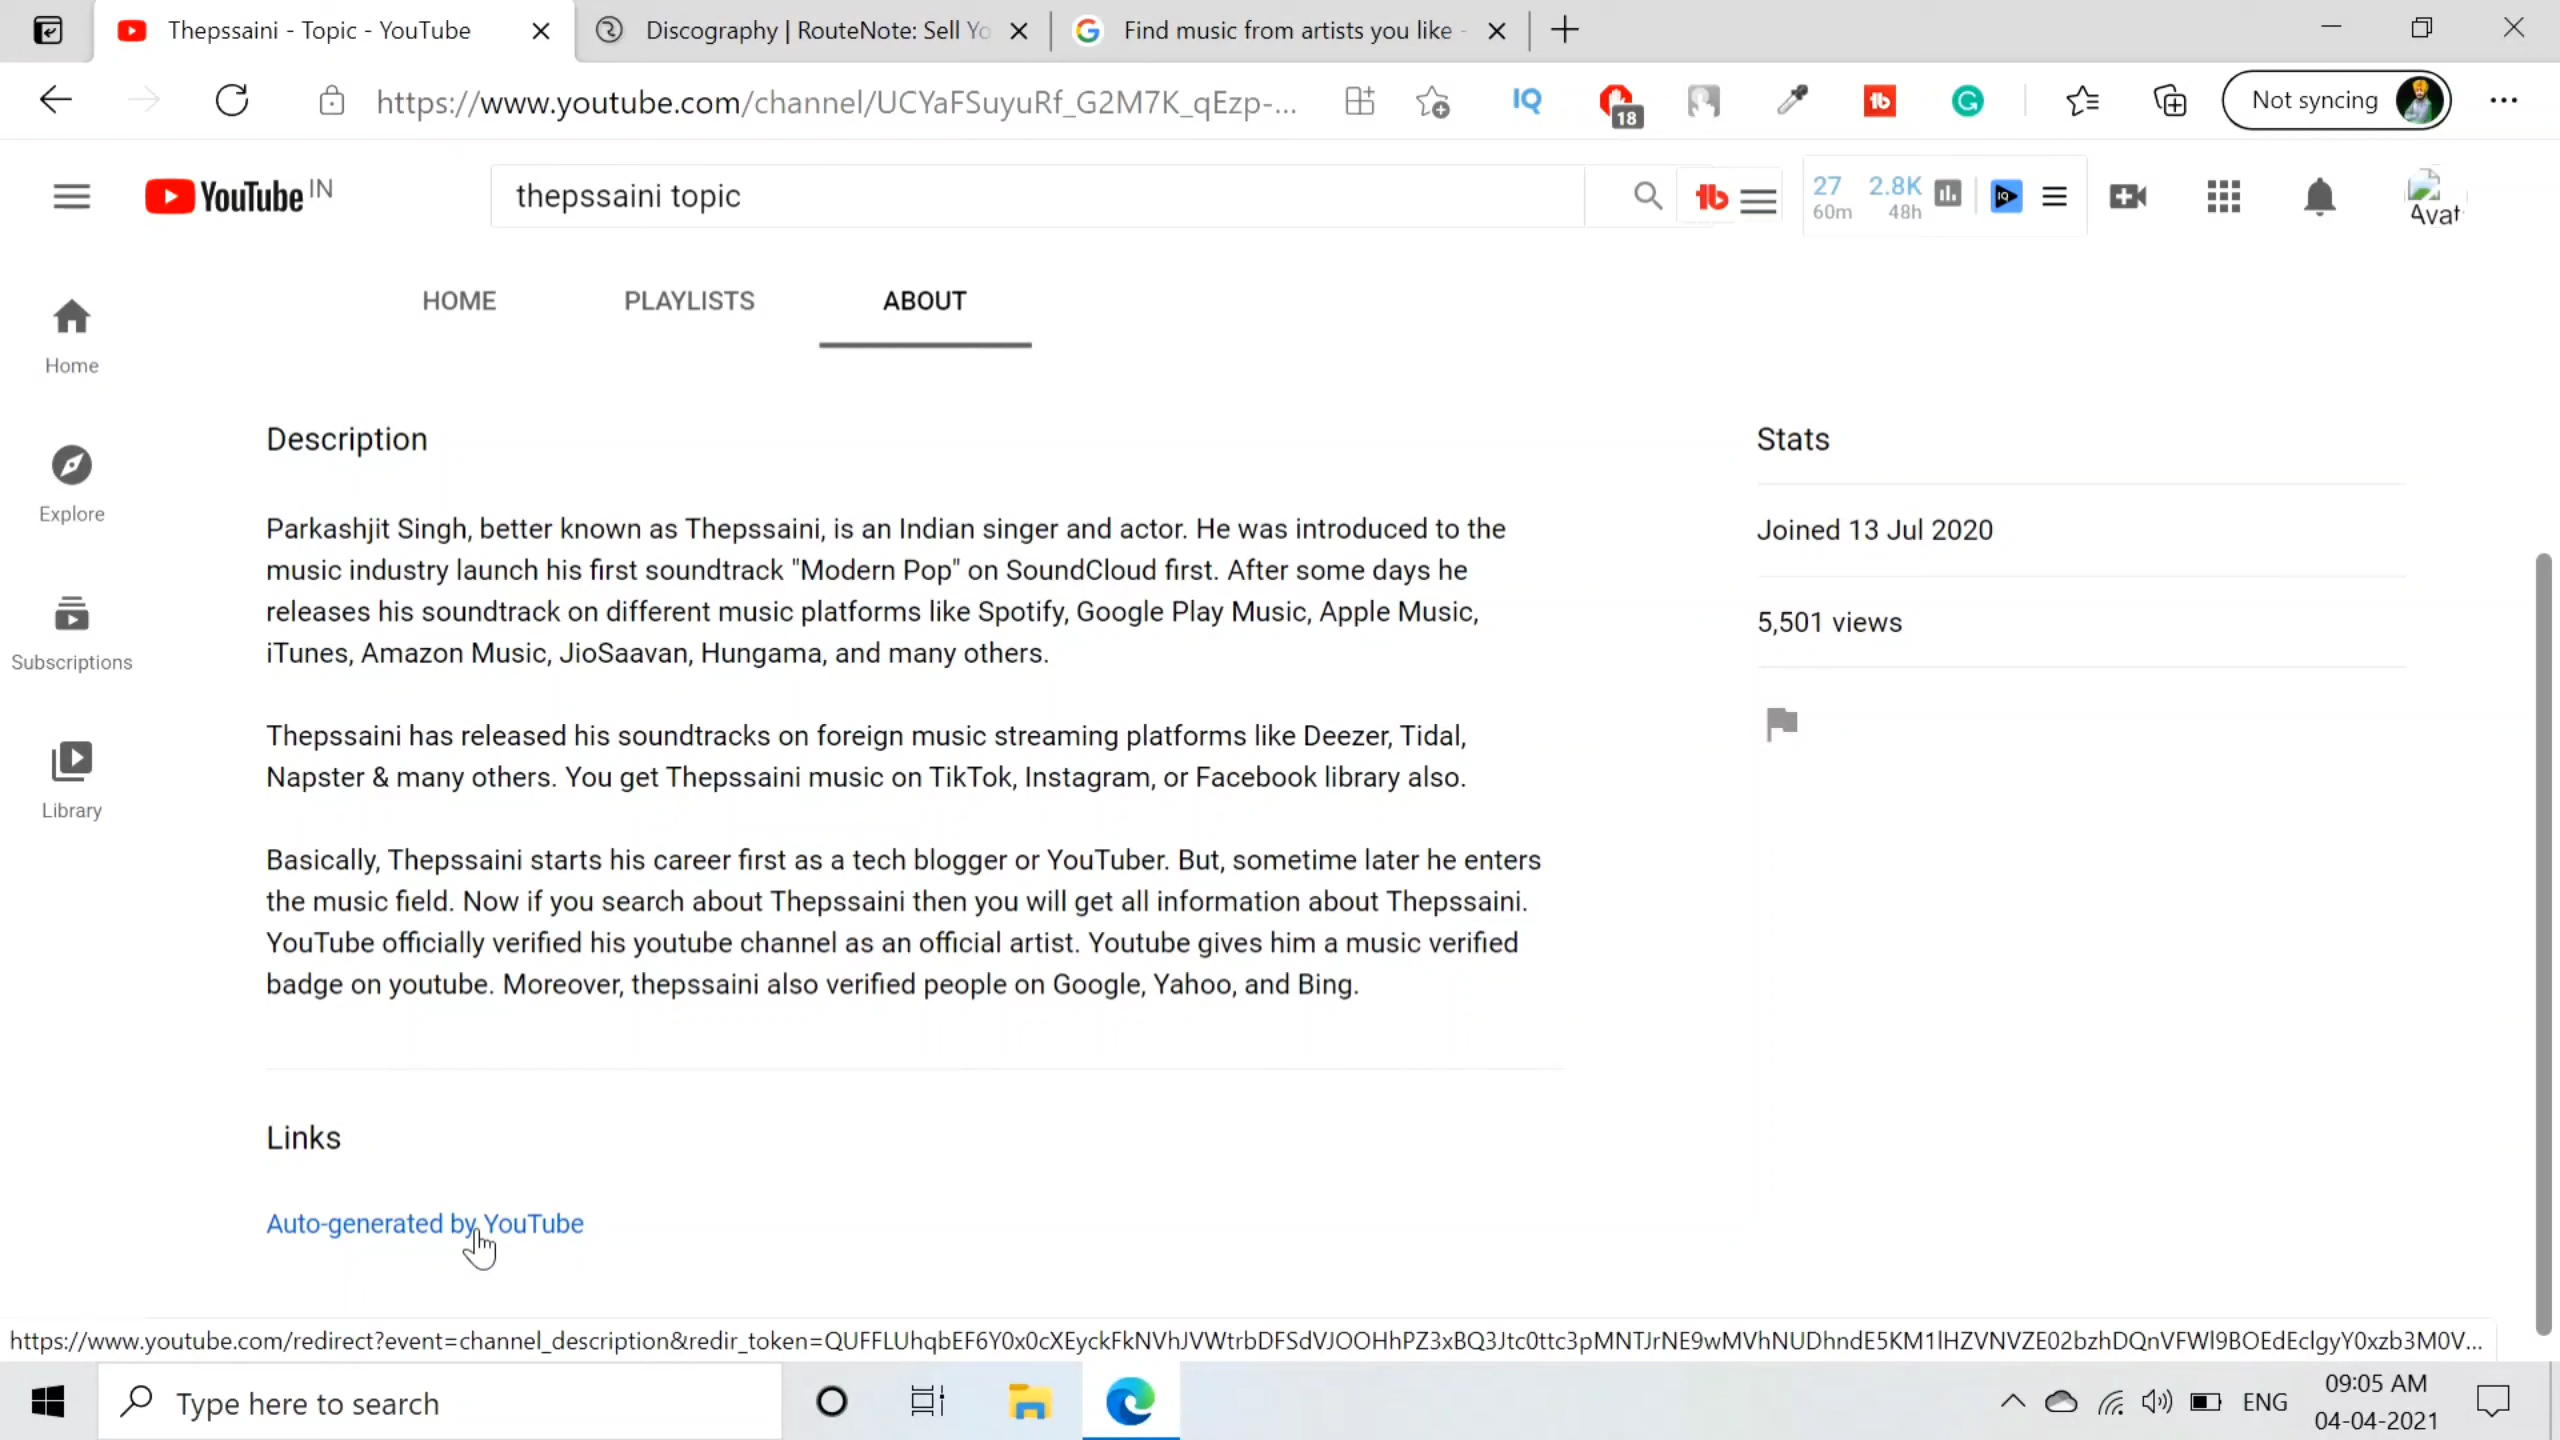 Thepssaini - Topic - YouTube
Discography | RouteNote: Sell Yo
Find music from artists you like -
https://www.youtube.com/channel/UCYaFSuyuRf_G2M7K_qEzp-...
IQ
18
Not syncing
YouTube IN
thepssaini topic
27 2.8K
60m 48h
Avat
HOME PLAYLISTS ABOUT
Home
Explore
Subscriptions
Library
Description
Parkashjit Singh, better known as Thepssaini, is an Indian singer and actor. He was introduced to the
music industry launch his first soundtrack "Modern Pop" on SoundCloud first. After some days he
releases his soundtrack on different music platforms like Spotify, Google Play Music, Apple Music,
iTunes, Amazon Music, JioSaavan, Hungama, and many others.
Thepssaini has released his soundtracks on foreign music streaming platforms like Deezer, Tidal,
Napster & many others. You get Thepssaini music on TikTok, Instagram, or Facebook library also.
Basically, Thepssaini starts his career first as a tech blogger or YouTuber. But, sometime later he enters
the music field. Now if you search about Thepssaini then you will get all information about Thepssaini.
YouTube officially verified his youtube channel as an official artist. Youtube gives him a music verified
badge on youtube. Moreover, thepssaini also verified people on Google, Yahoo, and Bing.
Links
Auto-generated by YouTube
Stats
Joined 13 Jul 2020
5,501 views
Type here to search
ENG
09:05 AM
04-04-2021